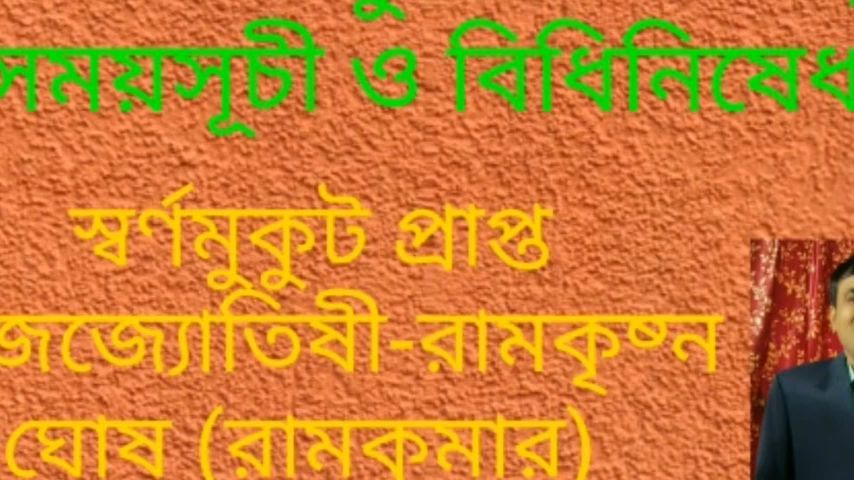 সময়সূচী ও বিধিনিষেধ
স্বর্ণমুকুট প্রাপ্ত
জজ্যোতিষী-রামকৃষ্ন
ঘোষ (রামকমার)